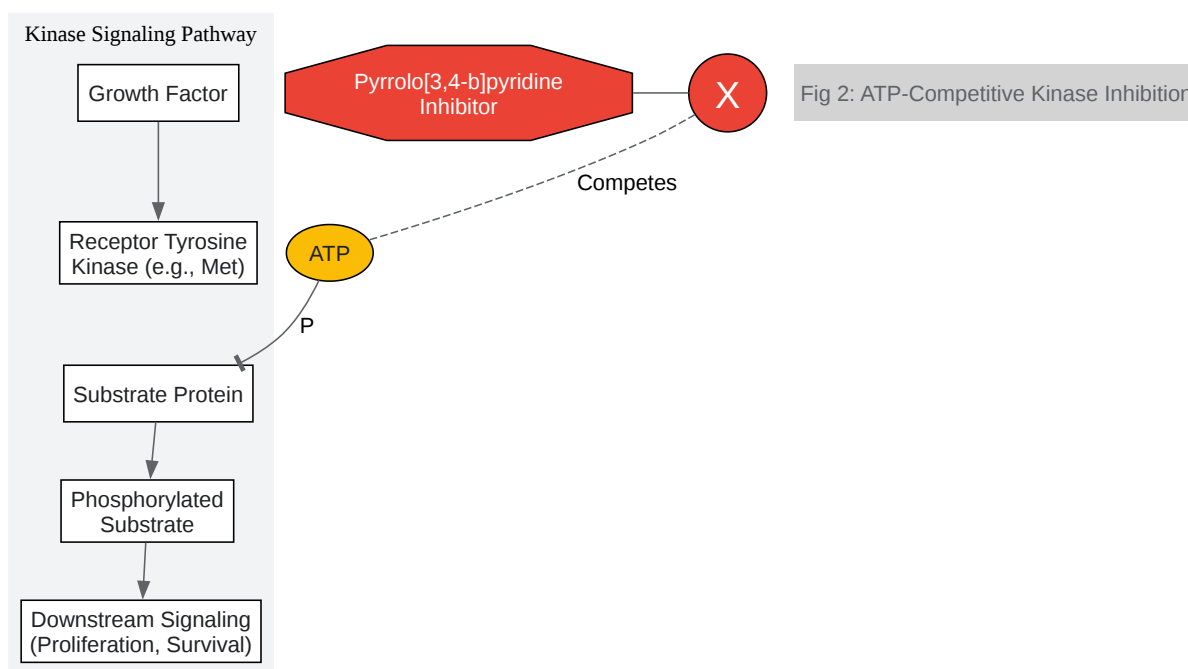 Kinase Signaling Pathway
Growth Factor
Pyrrolo[3,4-b]pyridine
Inhibitor
X
Fig 2: ATP-Competitive Kinase Inhibition
Competes
Receptor Tyrosine
Kinase (e.g., Met)
ATP
P
Substrate Protein
Phosphorylated
Substrate
Downstream Signaling
(Proliferation, Survival)